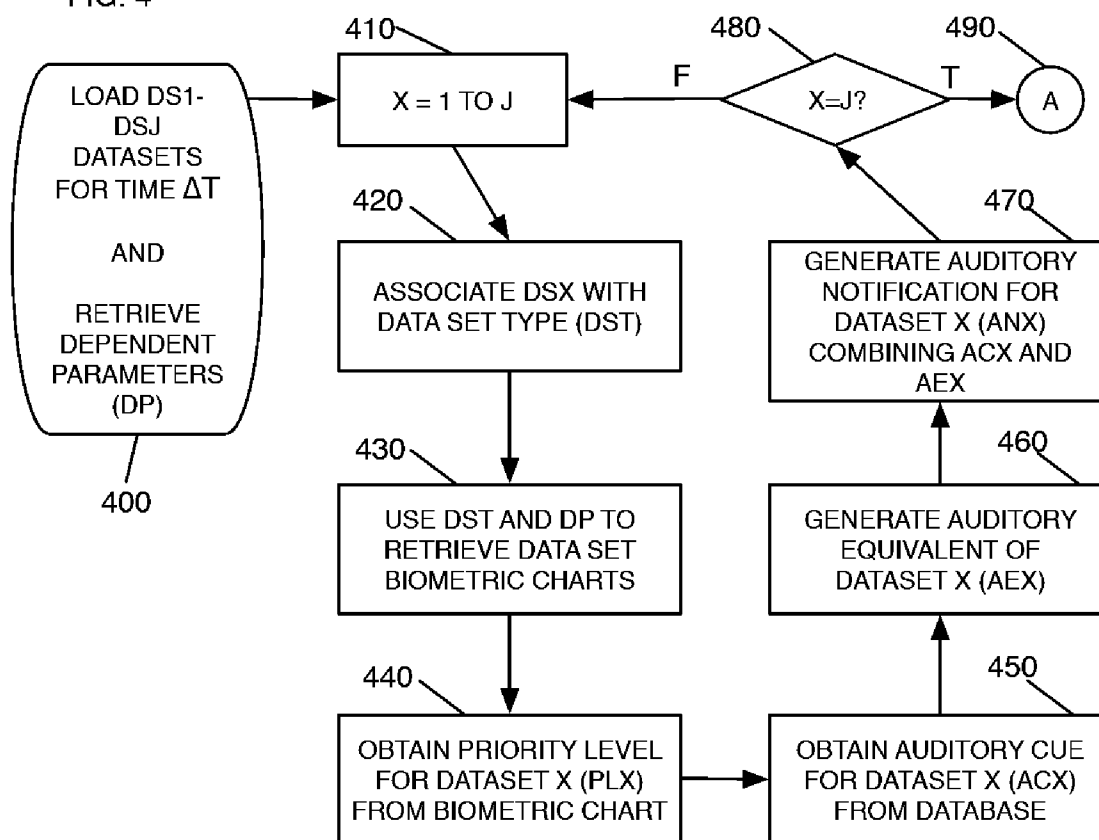 FIG. 4
400
LOAD DS1-
DSJ
DATASETS
FOR TIME ΔT
AND
RETRIEVE
DEPENDENT
PARAMETERS
(DP)
410
X = 1 TO J
420
ASSOCIATE DSX WITH
DATA SET TYPE (DST)
430
USE DST AND DP TO
RETRIEVE DATA SET
BIOMETRIC CHARTS
440
OBTAIN PRIORITY LEVEL
FOR DATASET X (PLX)
FROM BIOMETRIC CHART
450
OBTAIN AUDITORY CUE
FOR DATASET X (ACX)
FROM DATABASE
460
GENERATE AUDITORY
EQUIVALENT OF
DATASET X (AEX)
470
GENERATE AUDITORY
NOTIFICATION FOR
DATASET X (ANX)
COMBINING ACX AND
AEX
480
X=J?
F
T
490
A